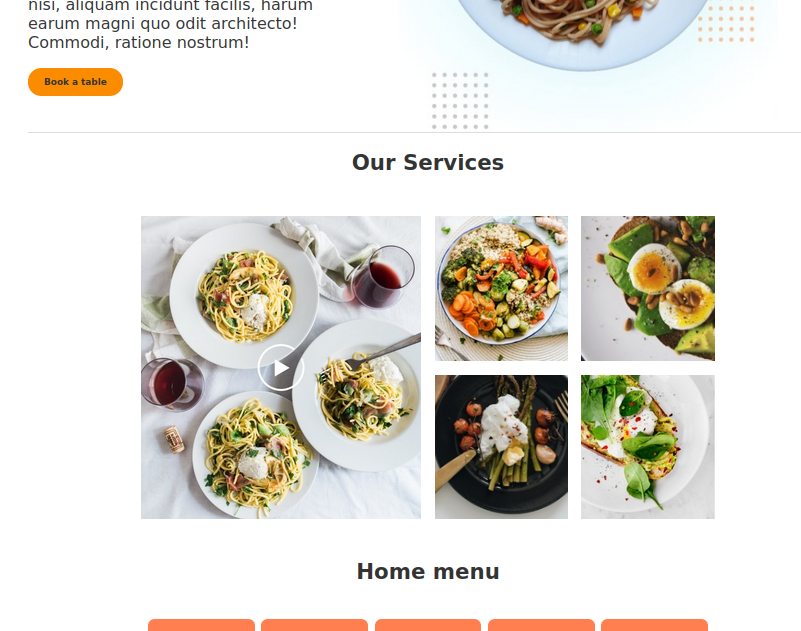 nisi, aliquam incidunt facilis, harum
earum magni quo odit architecto!
Commodi, ratione nostrum!
Book a table
Our Services
Home menu